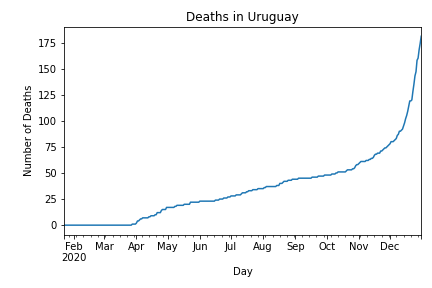 Deaths in Uruguay
Number of Deaths
175
150
125
100
75
50
25
0
Feb Mar Apr May Jun Jul Aug Sep Oct Nov Dec
2020
Day